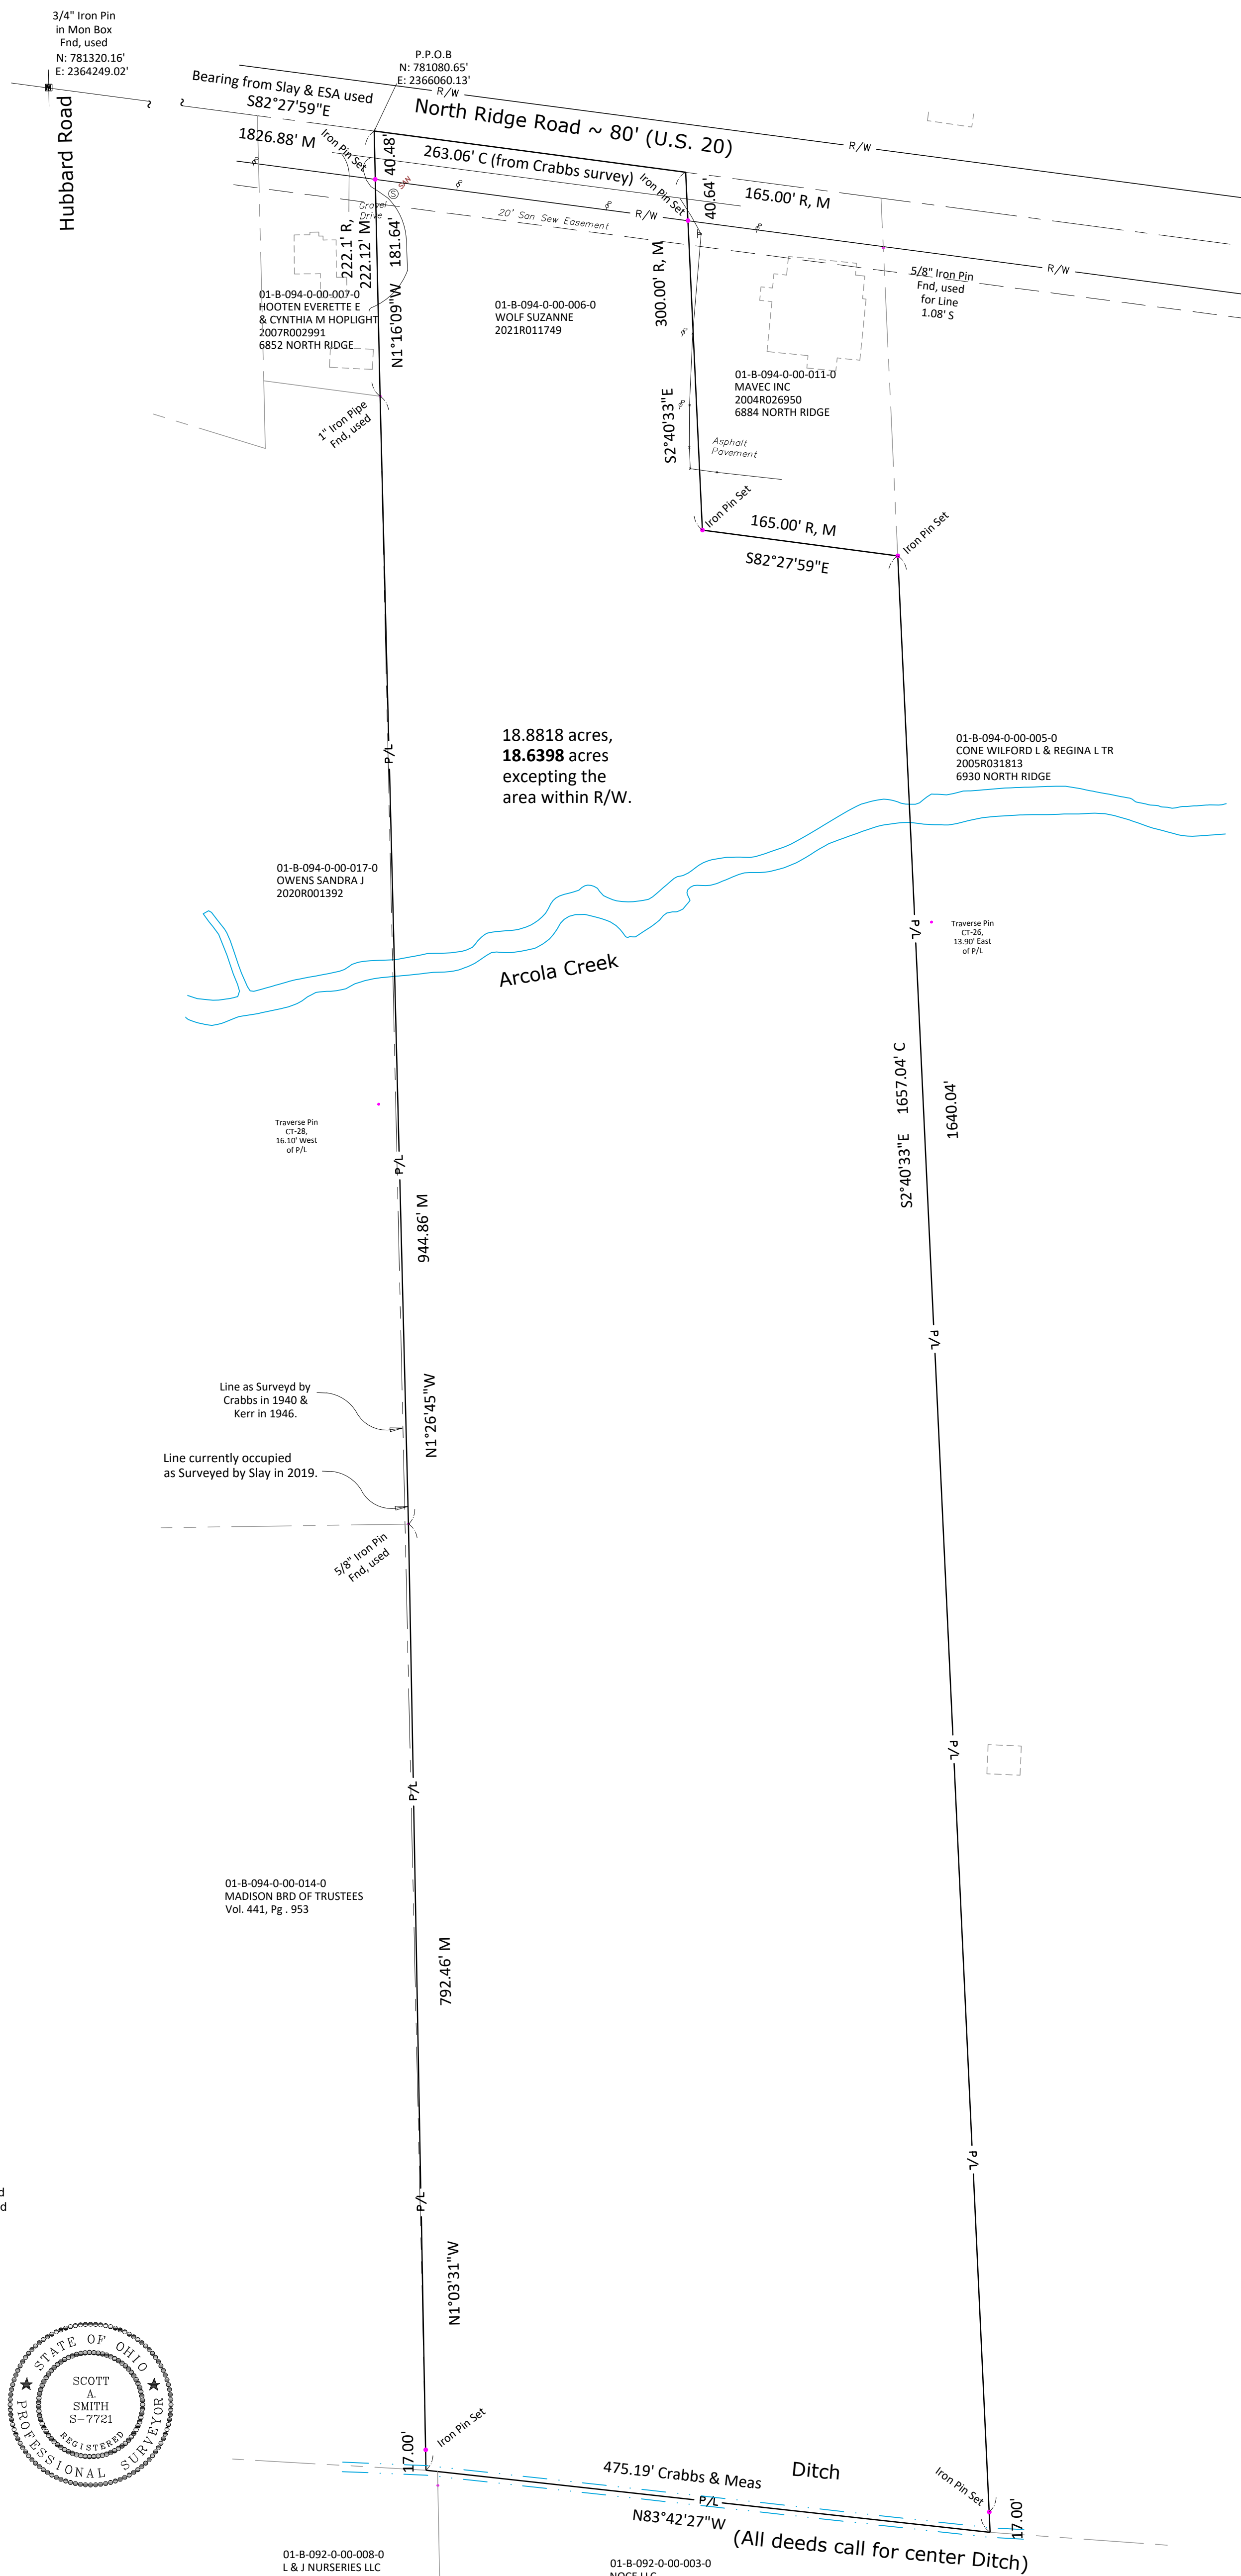 3/4" Iron Pin
in Mon Box
Fnd, used
N: 781320.16'
E: 2364249.02'
P.P.O.B
N: 781080.65'
E: 2366060.13'
R/W
Bearing from Slay & ESA used
S82°27'59"E
Hubbard Road
North Ridge Road ~ 80' (U.S. 20)
R/W
1826.88' M
Iron Pin Set
40.48'
263.06' C (from Crabbs survey)
Iron Pin Set
40.64'
165.00' R, M
SAN
S
Gravel
Drive
20' San Sew Easement
R/W
R/W
5/8" Iron Pin
Fnd, used
for Line
1.08' S
222.1' R,
222.12' M
181.64'
N1°16'09"W
01-B-094-0-00-007-0
HOOTEN EVERETTE E
& CYNTHIA M HOPLIGHT
2007R002991
6852 NORTH RIDGE
01-B-094-0-00-006-0
WOLF SUZANNE
2021R011749
300.00' R, M
S2°40'33"E
01-B-094-0-00-011-0
MAVEC INC
2004R026950
6884 NORTH RIDGE
1" Iron Pipe
Fnd, used
Asphalt
Pavement
Iron Pin Set
165.00' R, M
S82°27'59"E
Iron Pin Set
18.8818 acres,
18.6398 acres
excepting the
area within R/W.
P/L
01-B-094-0-00-005-0
CONE WILFORD L & REGINA L TR
2005R031813
6930 NORTH RIDGE
01-B-094-0-00-017-0
OWENS SANDRA J
2020R001392
P/L
Traverse Pin
CT-26,
13.90' East
of P/L
Arcola Creek
Traverse Pin
CT-28,
16.10' West
of P/L
P/L
S2°40'33"E 1657.04' C
1640.04'
944.86' M
P/L
Line as Surveyd by
Crabbs in 1940 &
Kerr in 1946.
N1°26'45"W
Line currently occupied
as Surveyed by Slay in 2019.
5/8" Iron Pin
Fnd, used
P/L
P/L
01-B-094-0-00-014-0
MADISON BRD OF TRUSTEES
Vol. 441, Pg . 953
792.46' M
P/L
P/L
d
d
N1°03'31"W
STATE OF OHIO
SCOTT
A.
SMITH
S-7721
REGISTERED
PROFESSIONAL SURVEYOR
17.00'
Iron Pin Set
475.19' Crabbs & Meas
Ditch
P/L
N83°42'27"W
Iron Pin Set
17.00'
(All deeds call for center Ditch)
01-B-092-0-00-008-0
L & J NURSERIES LLC
01-B-092-0-00-003-0